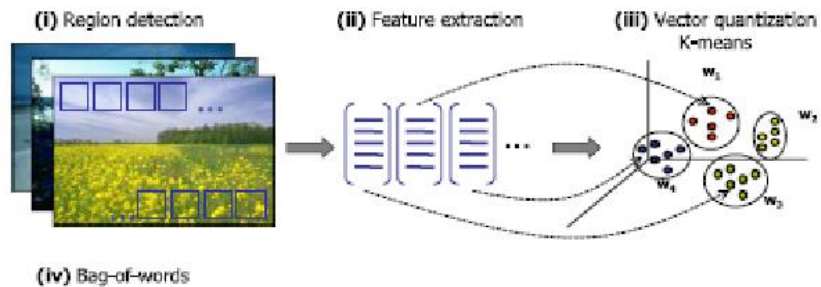 (i) Region detection
(ii) Feature extraction
(iii) Vector quantization
K-means
w1
w2
w4
w3
(iv) Bag-of-words